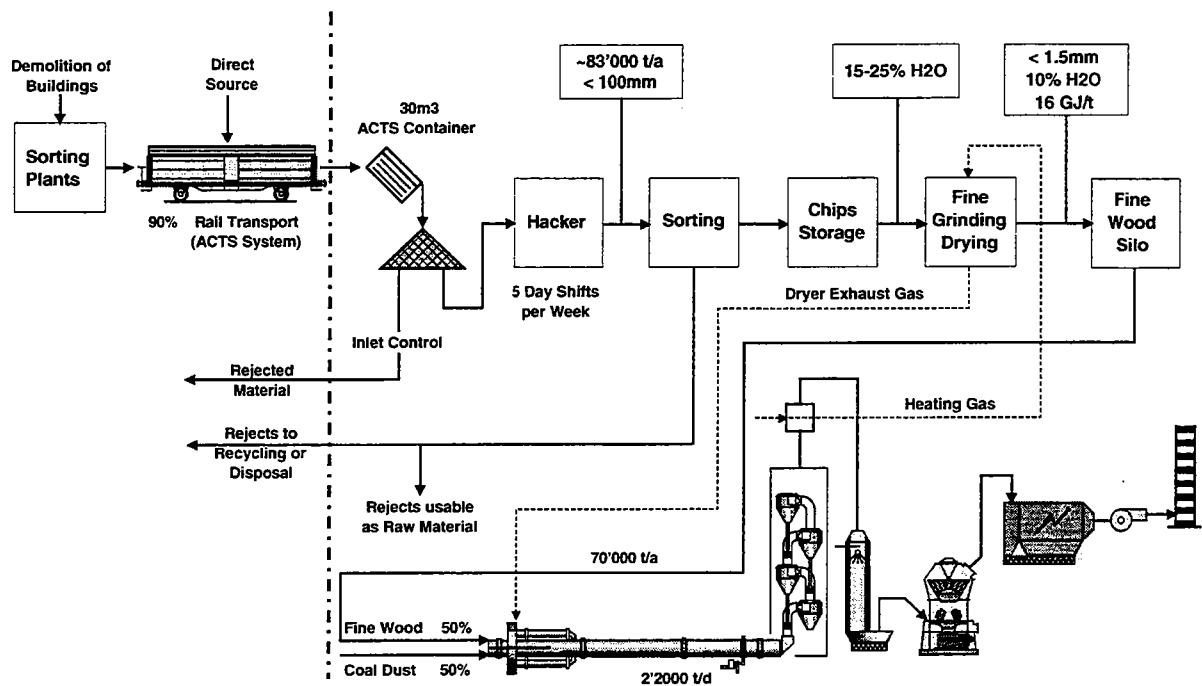 Demolition of
Buildings
Direct
Source
Sorting
Plants
90% Rail Transport
(ACTS System)
30m3
ACTS Container
~83'000 t/a
< 100mm
15-25% H2O
< 1.5mm
10% H2O
16 GJ/t
Hacker
Sorting
Chips
Storage
Fine
Grinding
Drying
Fine
Wood
Silo
5 Day Shifts
per Week
Dryer Exhaust Gas
Inlet Control
Rejected
Material
Heating Gas
Rejects to
Recycling or
Disposal
Rejects usable
as Raw Material
70'000 t/a
Fine Wood 50%
Coal Dust 50%
2'2000 t/d